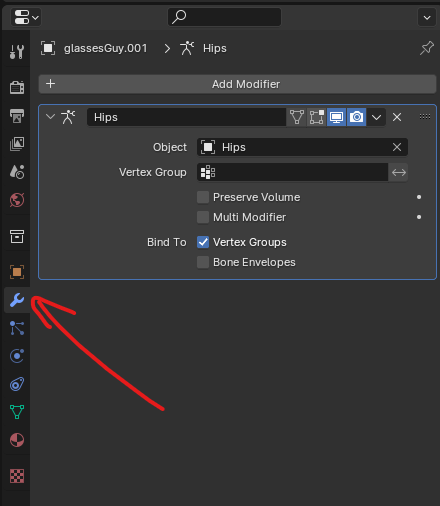 glassesGuy.001 > Hips
+ Add Modifier
Hips
Object Hips
Vertex Group
Preserve Volume
Multi Modifier
Bind To Vertex Groups
Bone Envelopes